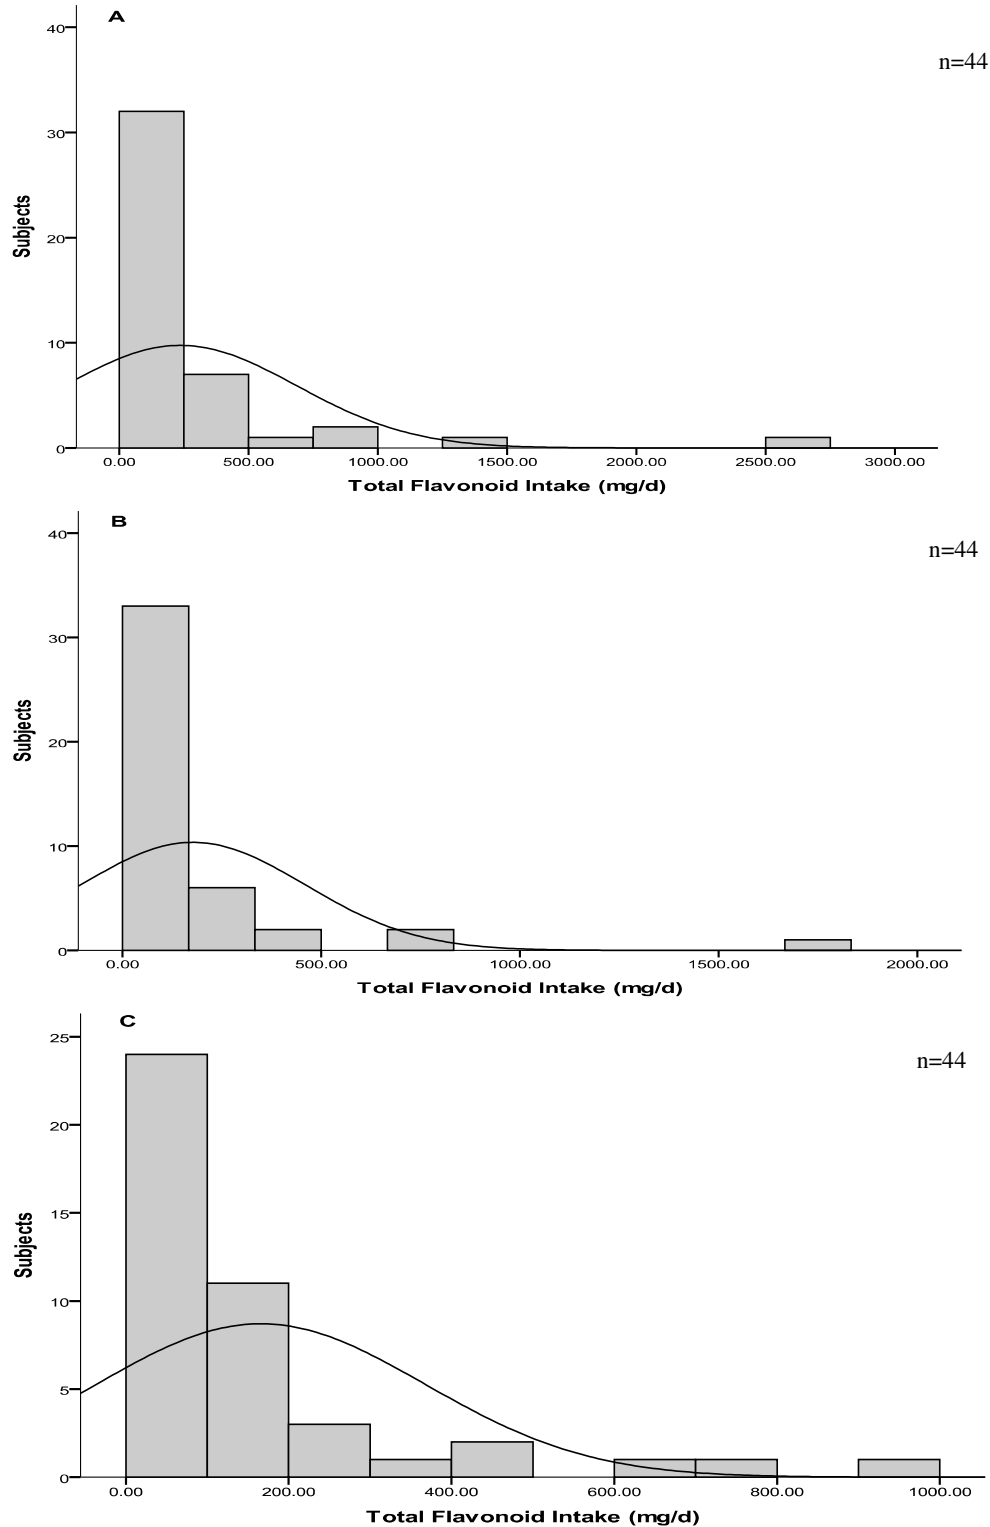 A
n=44
40
30
20
10
0
Subjects
0.00 500.00 1000.00 1500.00 2000.00 2500.00 3000.00
Total Flavonoid Intake (mg/d)
B
n=44
40
30
20
10
0
Subjects
0.00 500.00 1000.00 1500.00 2000.00
Total Flavonoid Intake (mg/d)
C
n=44
25
20
15
10
5
0
Subjects
0.00 200.00 400.00 600.00 800.00 1000.00
Total Flavonoid Intake (mg/d)